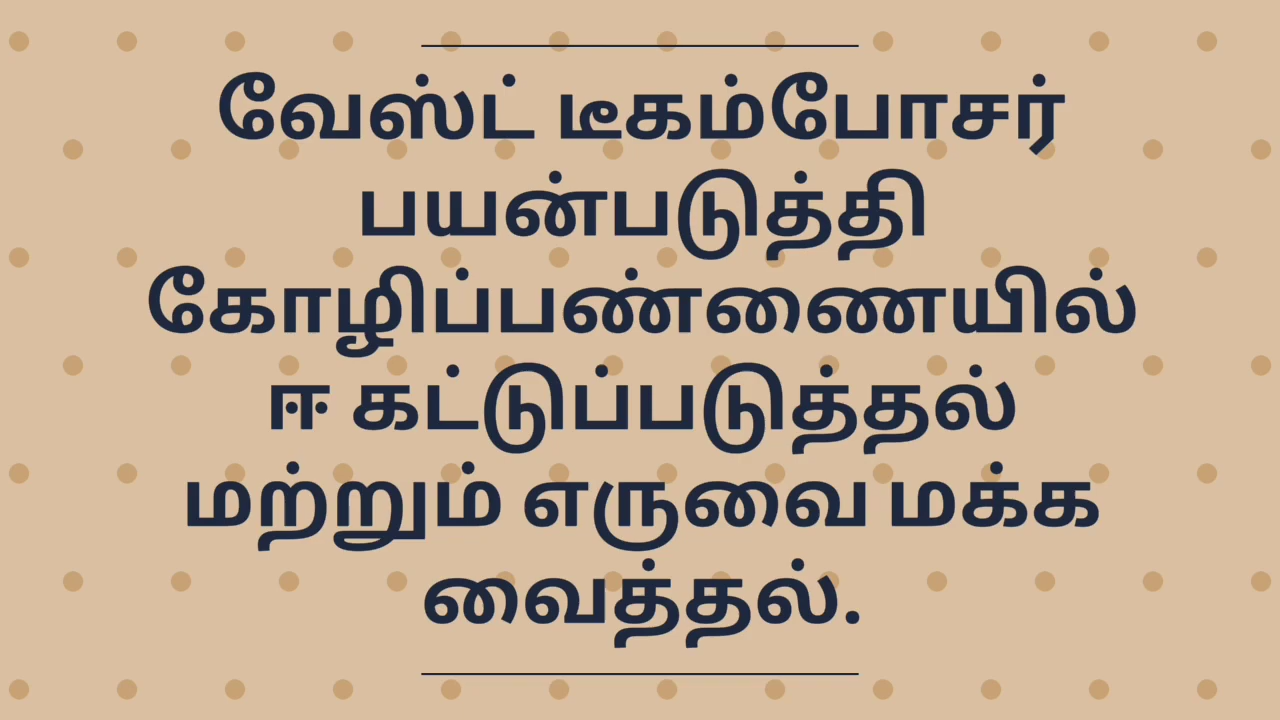 வேஸ்ட் டீகம்போசர்
பயன்படுத்தி
கோழிப்பண்ணையில்
ஈ கட்டுப்படுத்தல்
மற்றும் எருவை மக்க
வைத்தல்.